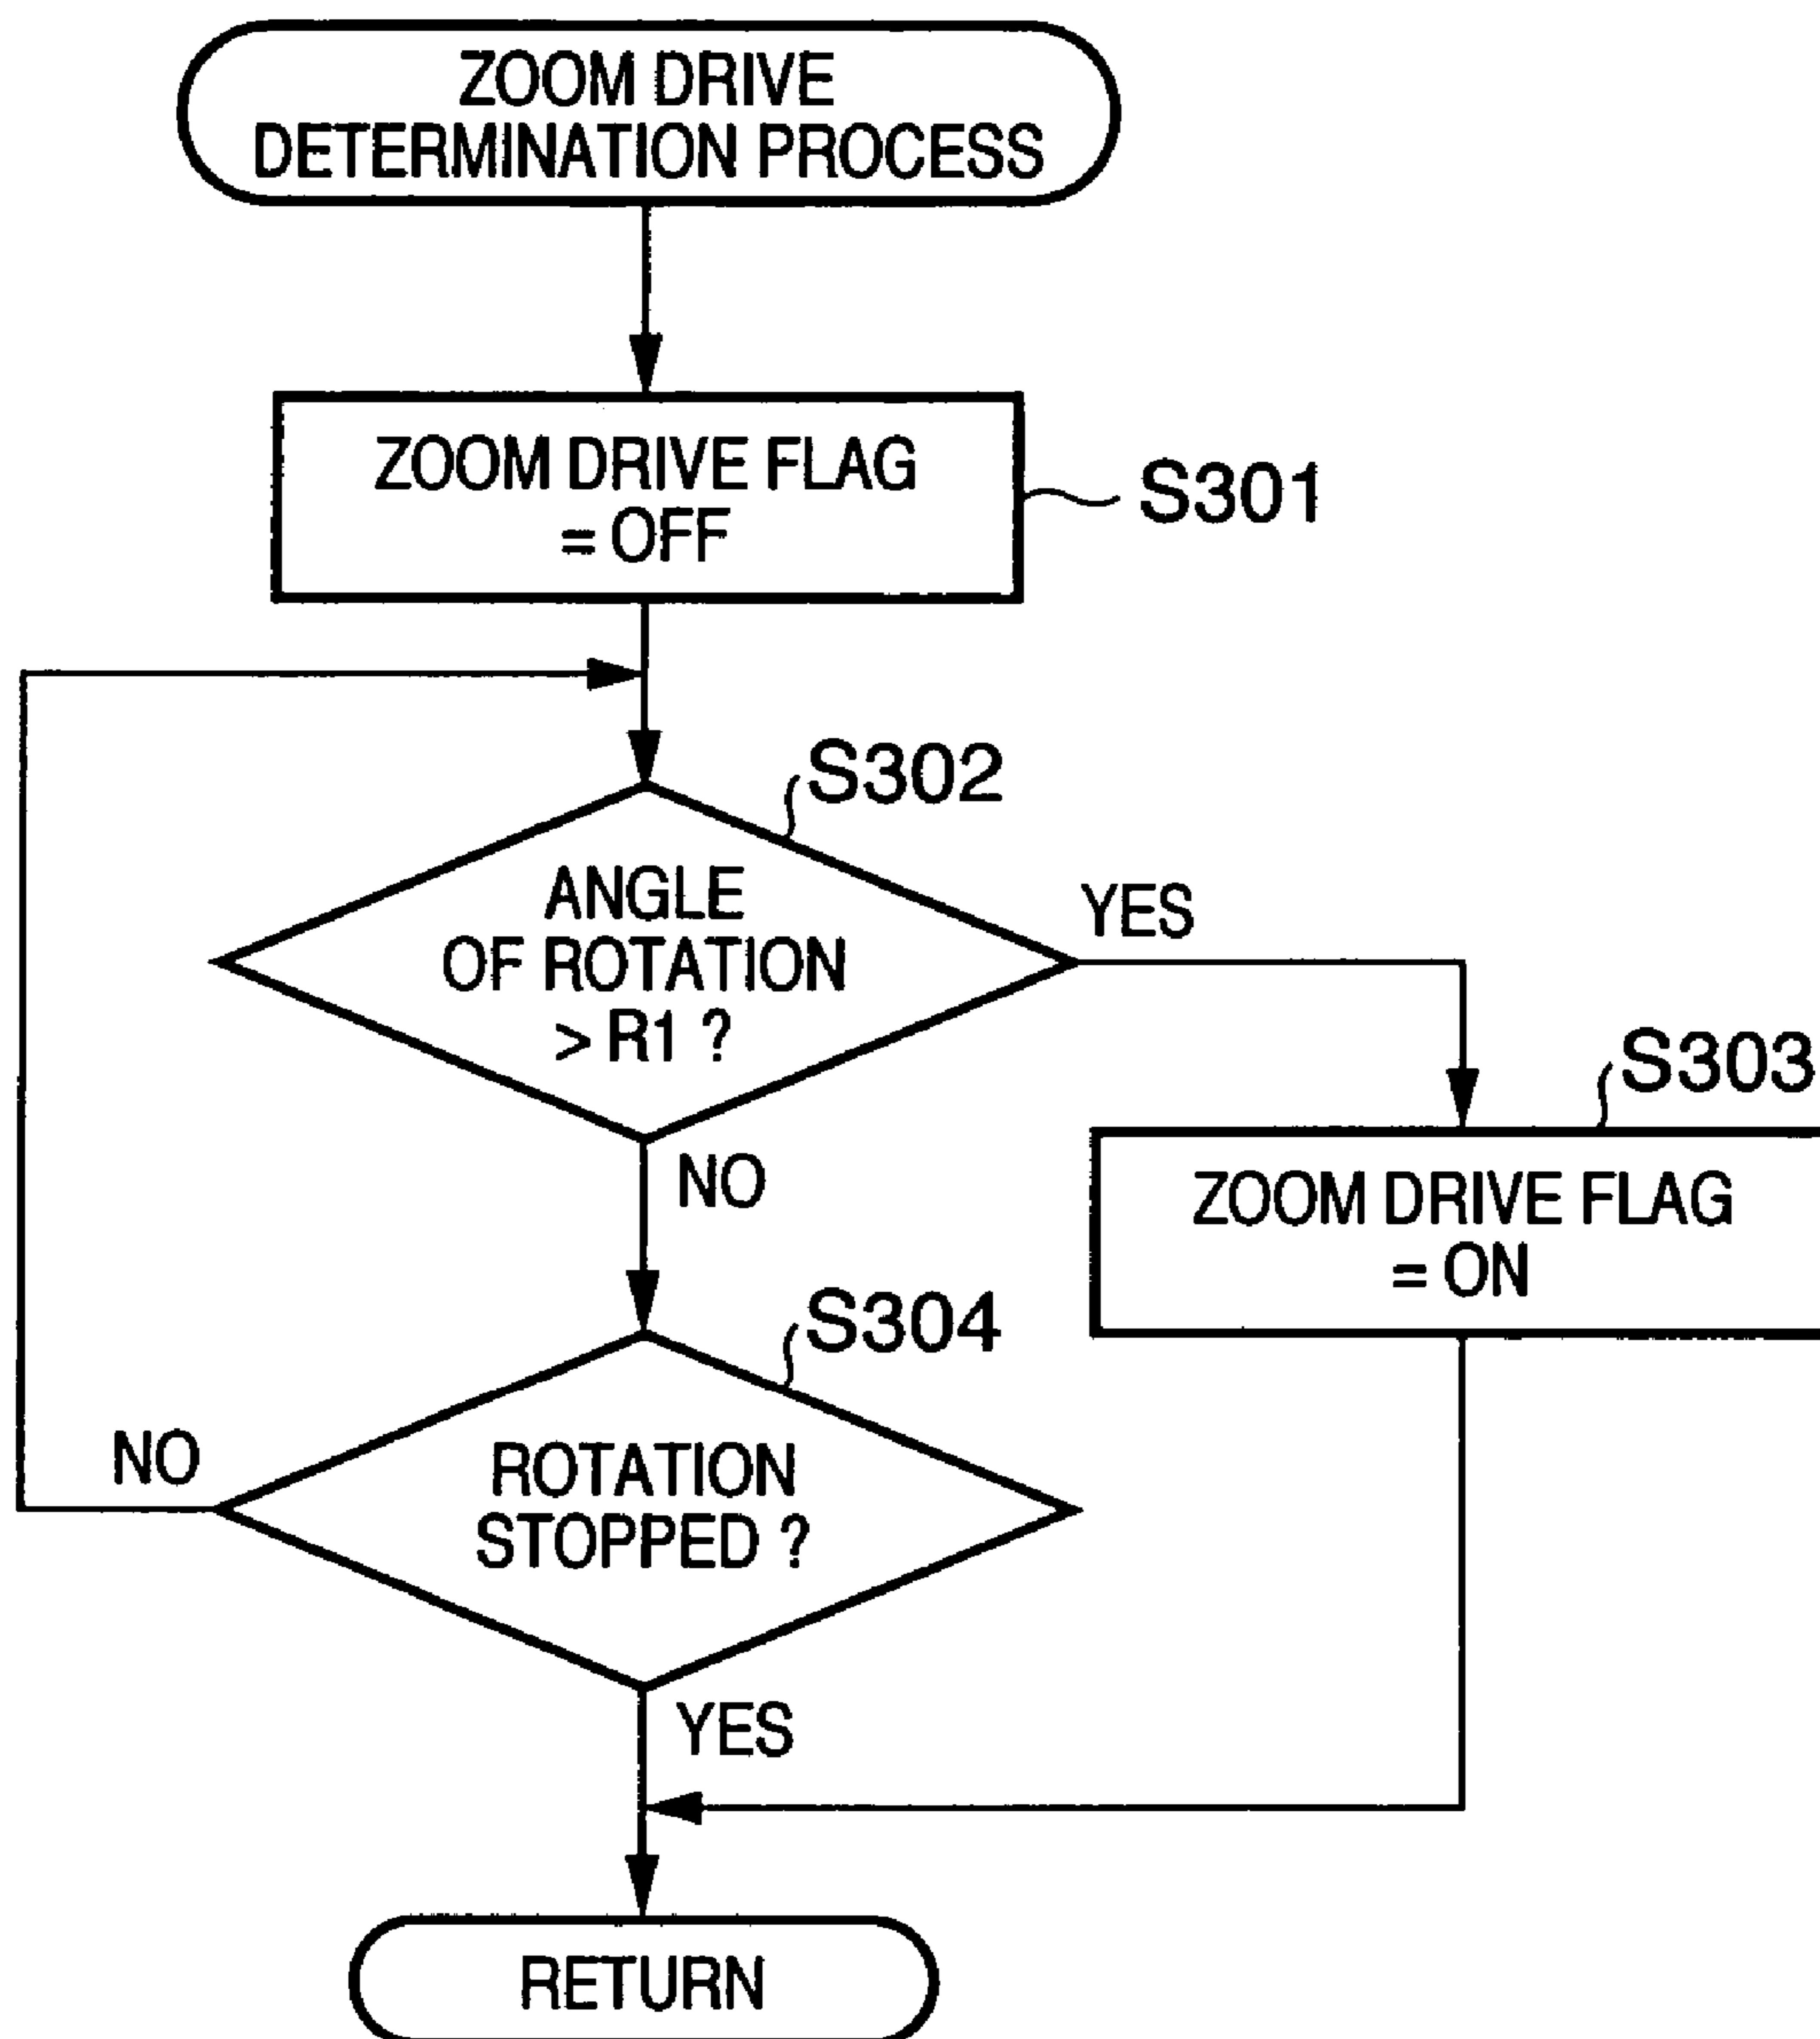 ZOOM DRIVE
DETERMINATION PROCESS
ZOOM DRIVE FLAG
= OFF
S301
S302
ANGLE
OF ROTATION
> R1 ?
YES
NO
S303
ZOOM DRIVE FLAG
= ON
S304
ROTATION
STOPPED ?
NO
YES
RETURN